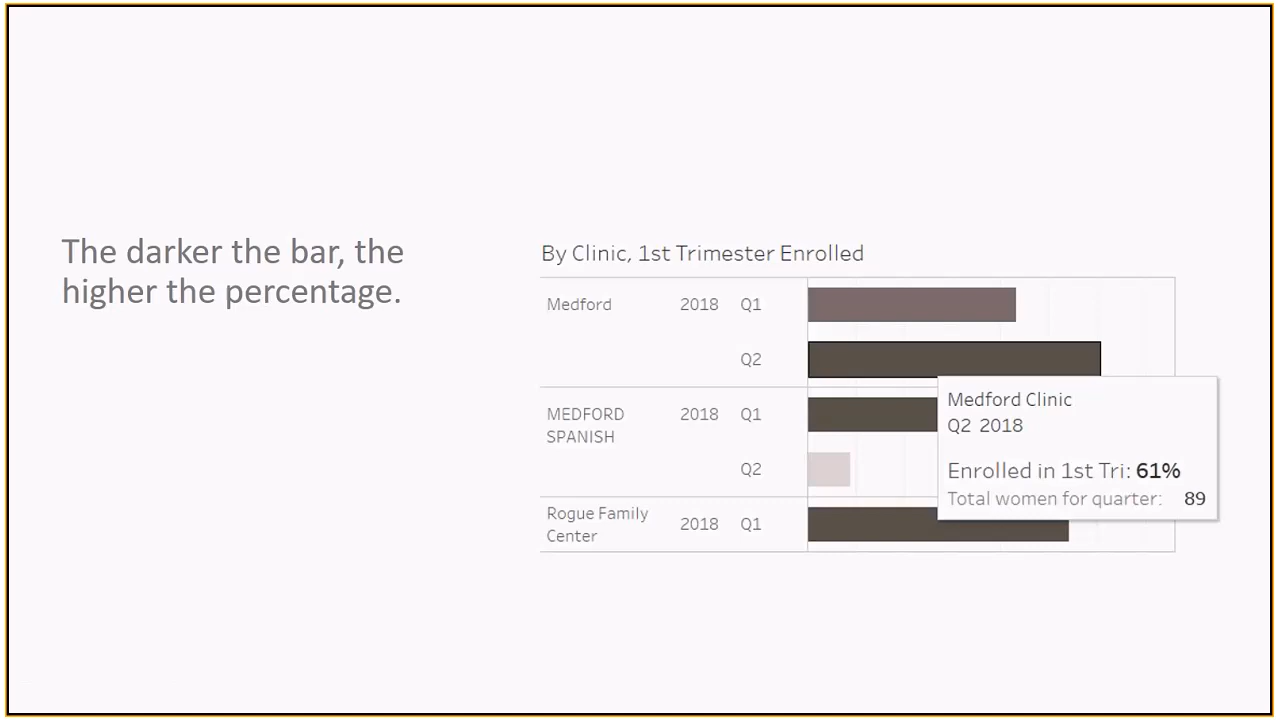 The darker the bar, the
higher the percentage.
By Clinic, 1st Trimester Enrolled
Medford 2018 Q1
Q2
MEDFORD 2018 Q1
SPANISH
Q2
Rogue Family 2018 Q1
Center
Medford Clinic
Q2 2018
Enrolled in 1st Tri: 61%
Total women for quarter: 89